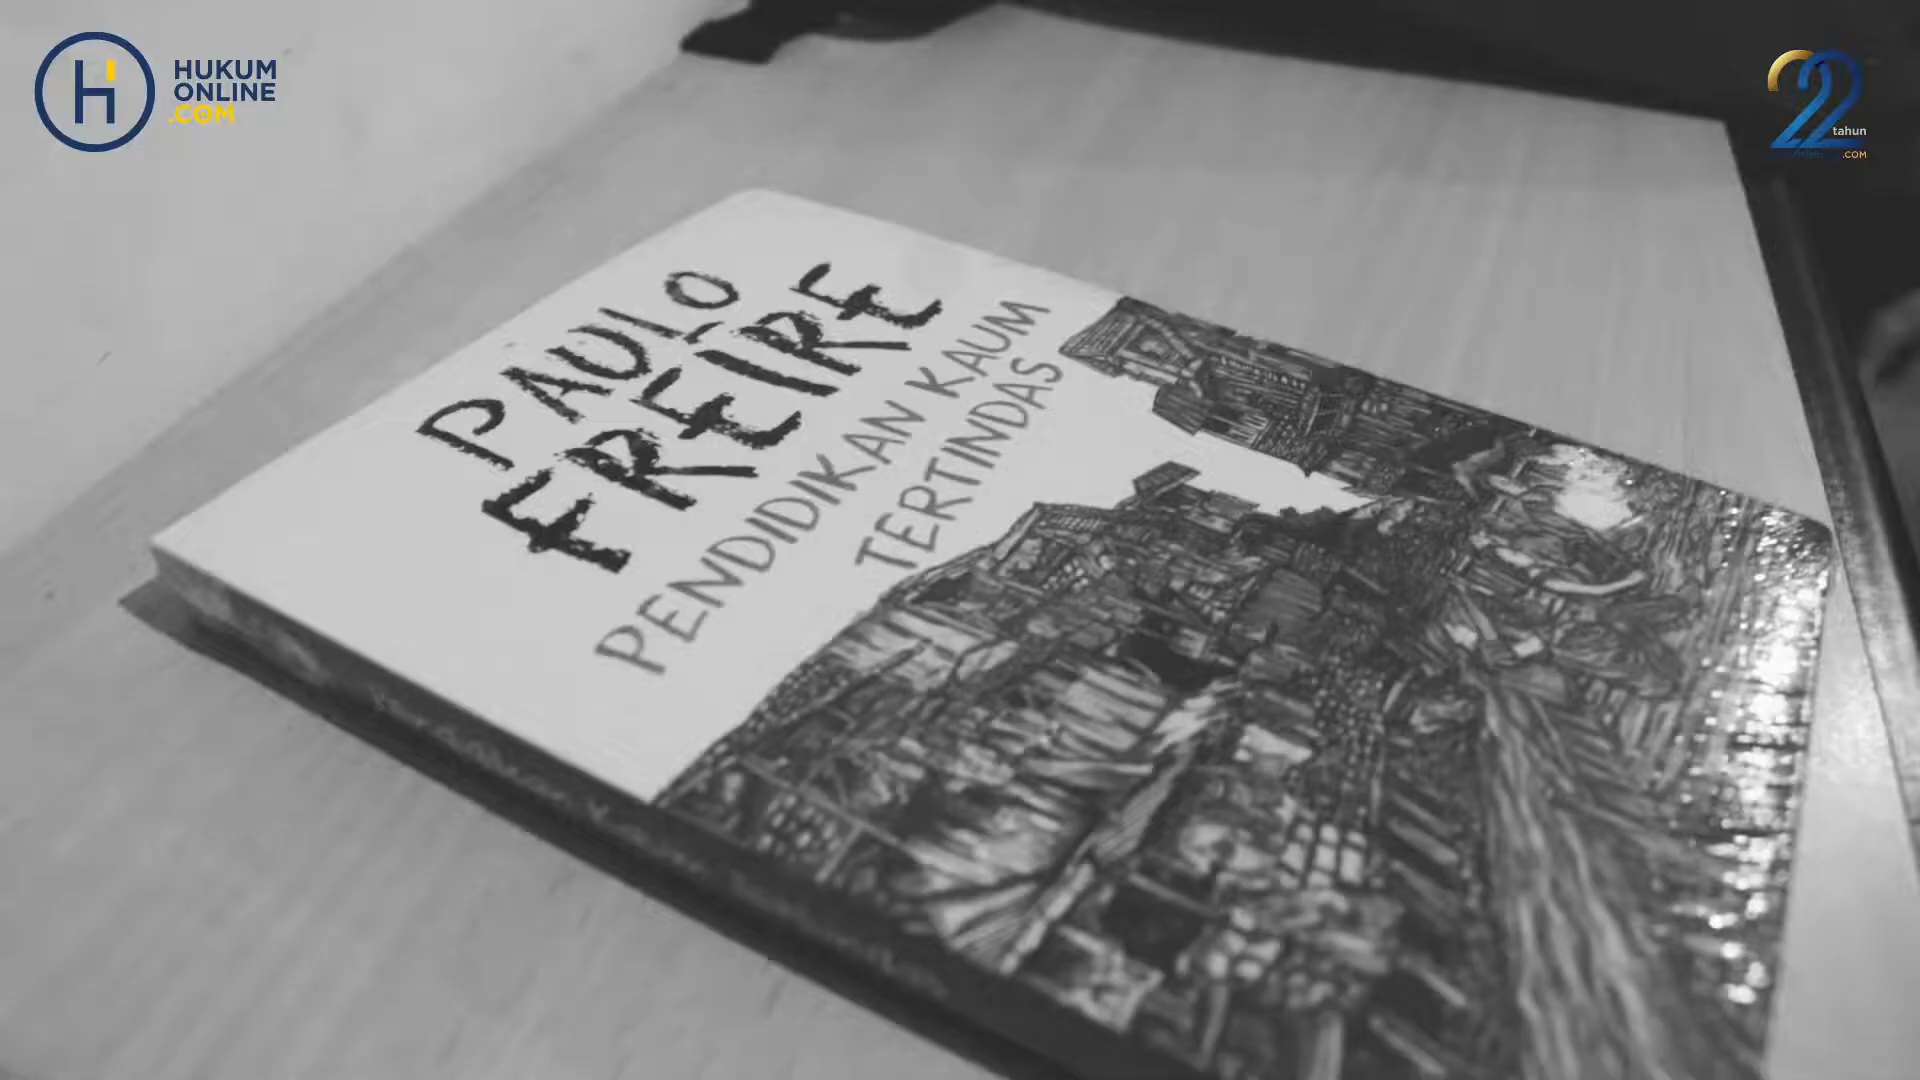 HUKUM
ONLINE
.COM
22
tahun
.COM
PAULO
FREIRE
PENDIDIKAN KAUM
TERTINDAS